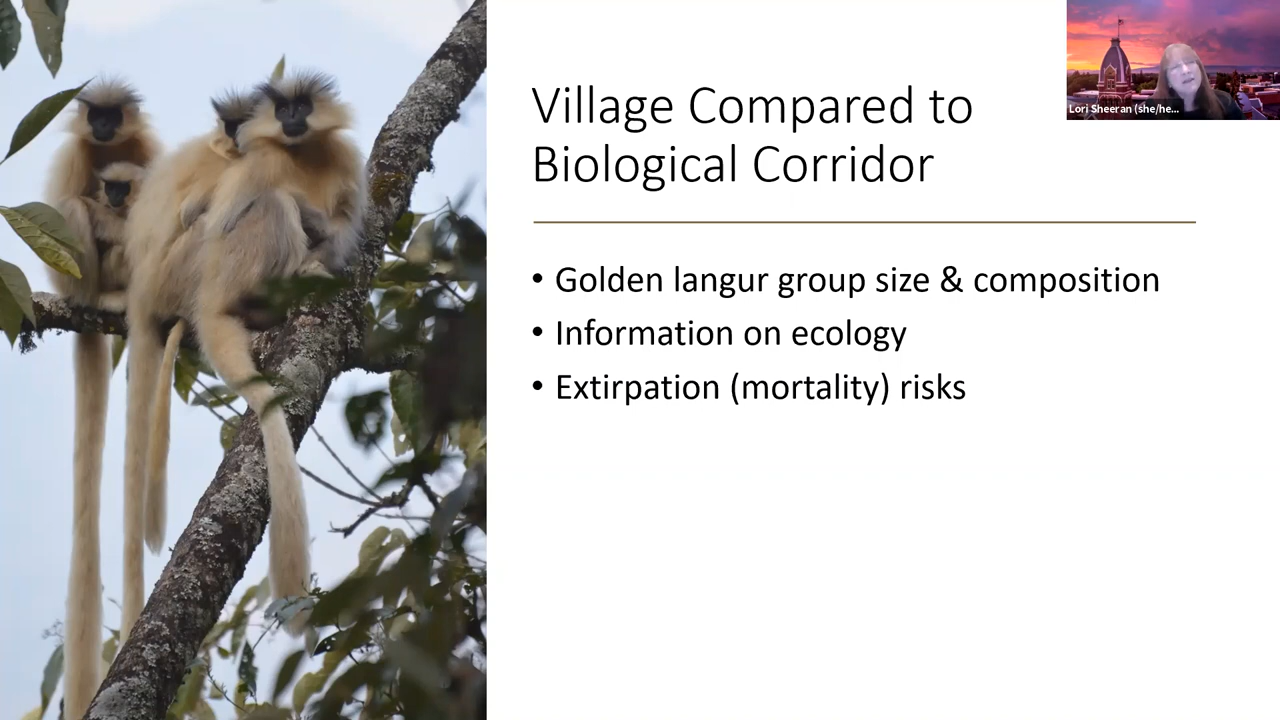 Village Compared to
Biological Corridor
Lori Sheeran (she/he...
• Golden langur group size & composition
• Information on ecology
• Extirpation (mortality) risks